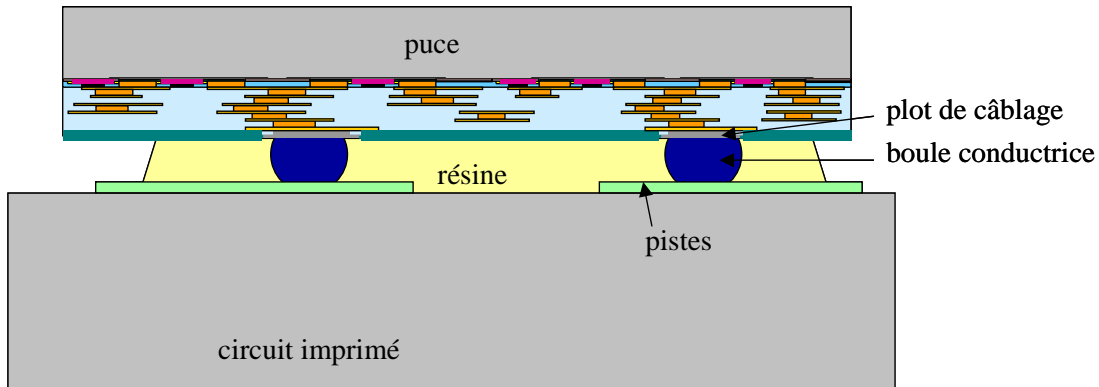 puce
plot de câblage
boule conductrice
résine
pistes
circuit imprimé